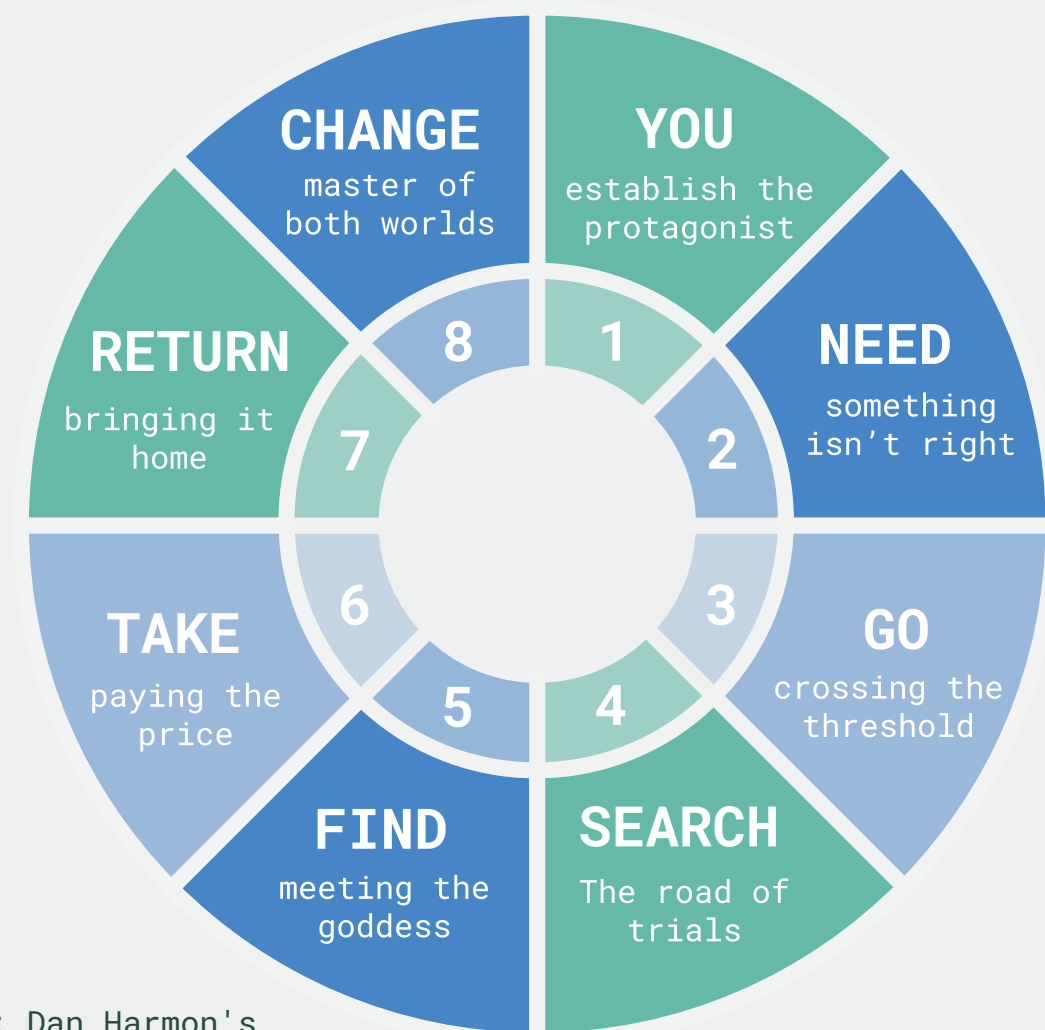 YOU
establish the
protagonist
1
NEED
something
isn’t right
2
GO
crossing the
threshold
3
SEARCH
The road of
trials
4
FIND
meeting the
goddess
5
TAKE
paying the
price
6
RETURN
bringing it
home
7
CHANGE
master of
both worlds
8
: Dan Harmon's